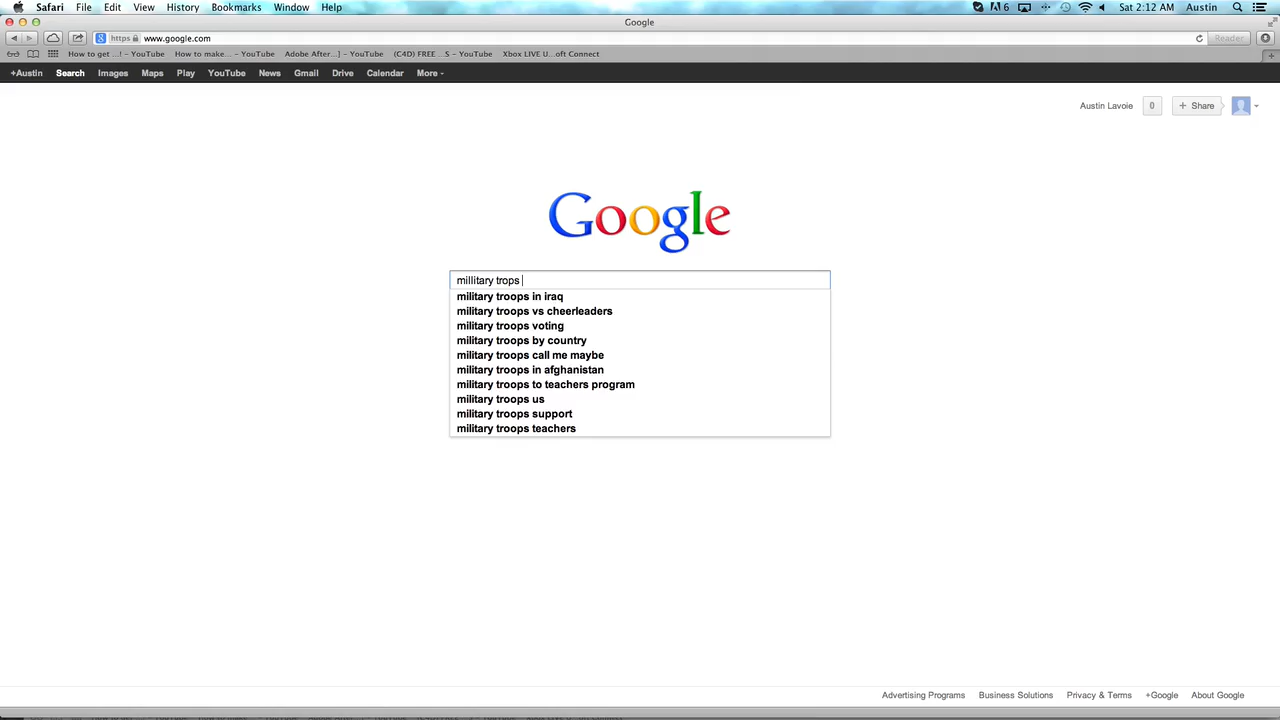 Safari File Edit View History Bookmarks Window Help 6 Sat 2:12 AM Austin
Google
https www.google.com Reader
How to get ...! – YouTube How to make... – YouTube Adobe After...] – YouTube (C4D) FREE ...S – YouTube Xbox LIVE U...oft Connect
+Austin Search Images Maps Play YouTube News Gmail Drive Calendar More
Austin Lavoie 0 + Share
Google
millitary trops
military troops in iraq
military troops vs cheerleaders
military troops voting
military troops by country
military troops call me maybe
military troops in afghanistan
military troops to teachers program
military troops us
military troops support
military troops teachers
Advertising Programs Business Solutions Privacy & Terms +Google About Google